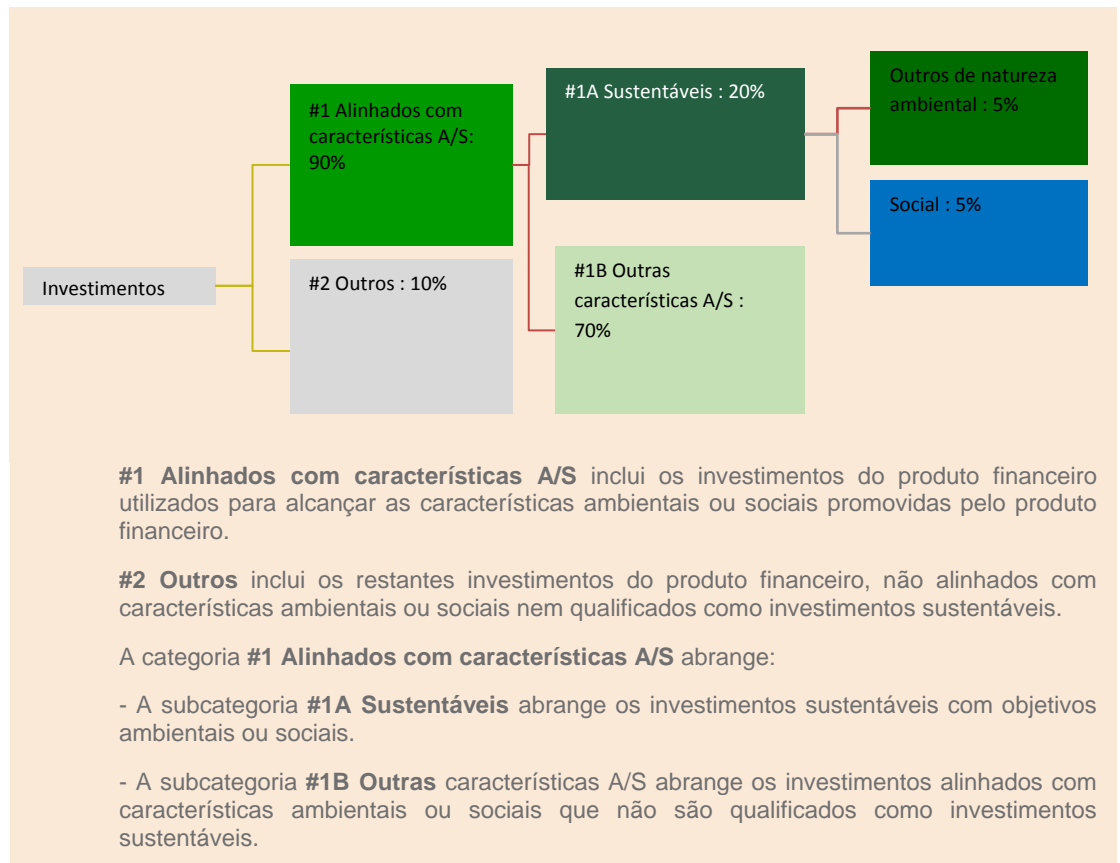 Investimentos
#1 Alinhados com
características A/S:
90%
#2 Outros : 10%
#1A Sustentáveis : 20%
#1B Outras
características A/S :
70%
Outros de natureza
ambiental : 5%
Social : 5%
#1 Alinhados com características A/S inclui os investimentos do produto financeiro
utilizados para alcançar as características ambientais ou sociais promovidas pelo produto
financeiro.
#2 Outros inclui os restantes investimentos do produto financeiro, não alinhados com
características ambientais ou sociais nem qualificados como investimentos sustentáveis.
A categoria #1 Alinhados com características A/S abrange:
- A subcategoria #1A Sustentáveis abrange os investimentos sustentáveis com objetivos
ambientais ou sociais.
- A subcategoria #1B Outras características A/S abrange os investimentos alinhados com
características ambientais ou sociais que não são qualificados como investimentos
sustentáveis.